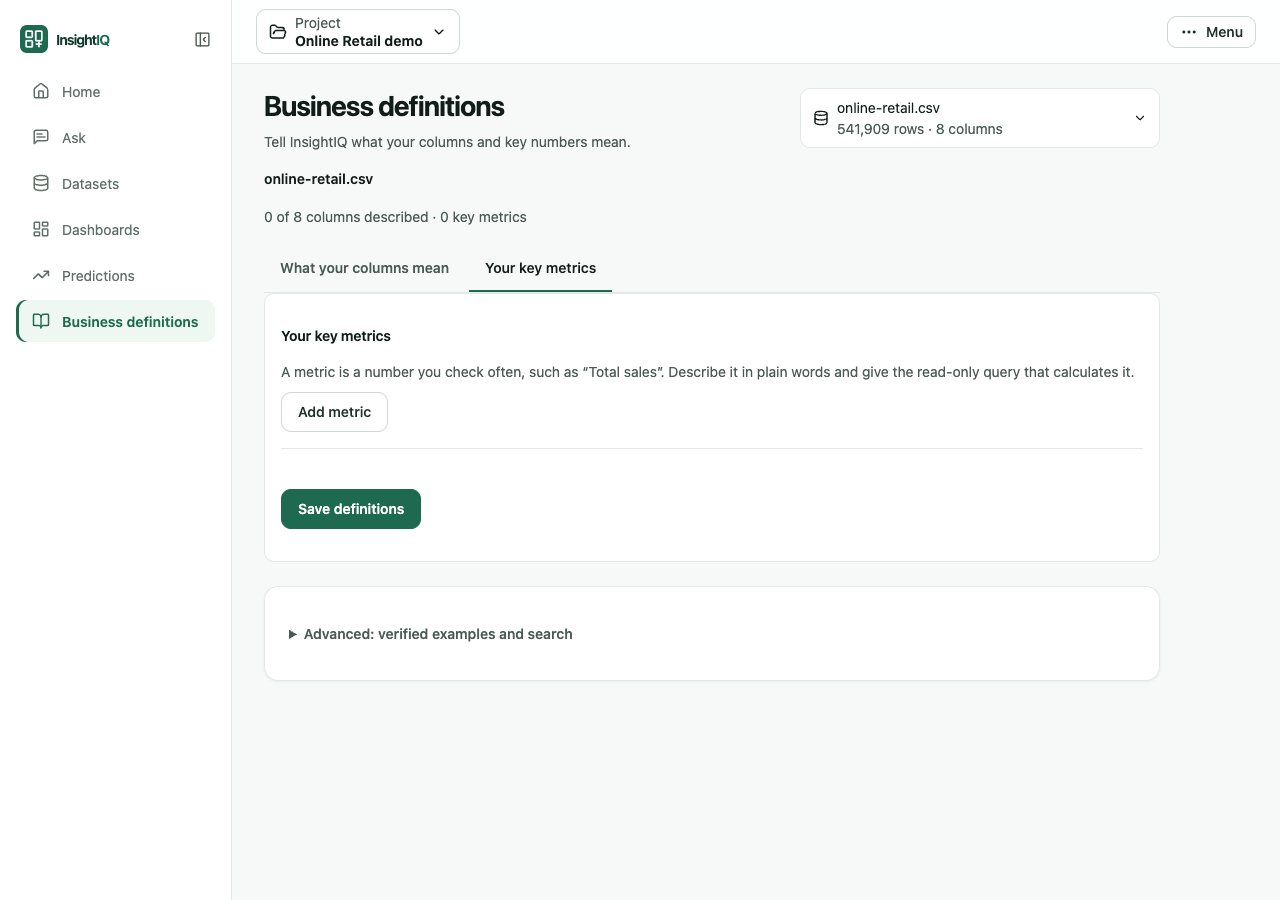 InsightIQ
Home
Ask
Datasets
Dashboards
Predictions
Business definitions
Project
Online Retail demo
Menu
Business definitions
Tell InsightIQ what your columns and key numbers mean.
online-retail.csv
541,909 rows · 8 columns
online-retail.csv
0 of 8 columns described · 0 key metrics
What your columns mean
Your key metrics
Your key metrics
A metric is a number you check often, such as “Total sales”. Describe it in plain words and give the read-only query that calculates it.
Add metric
Save definitions
Advanced: verified examples and search